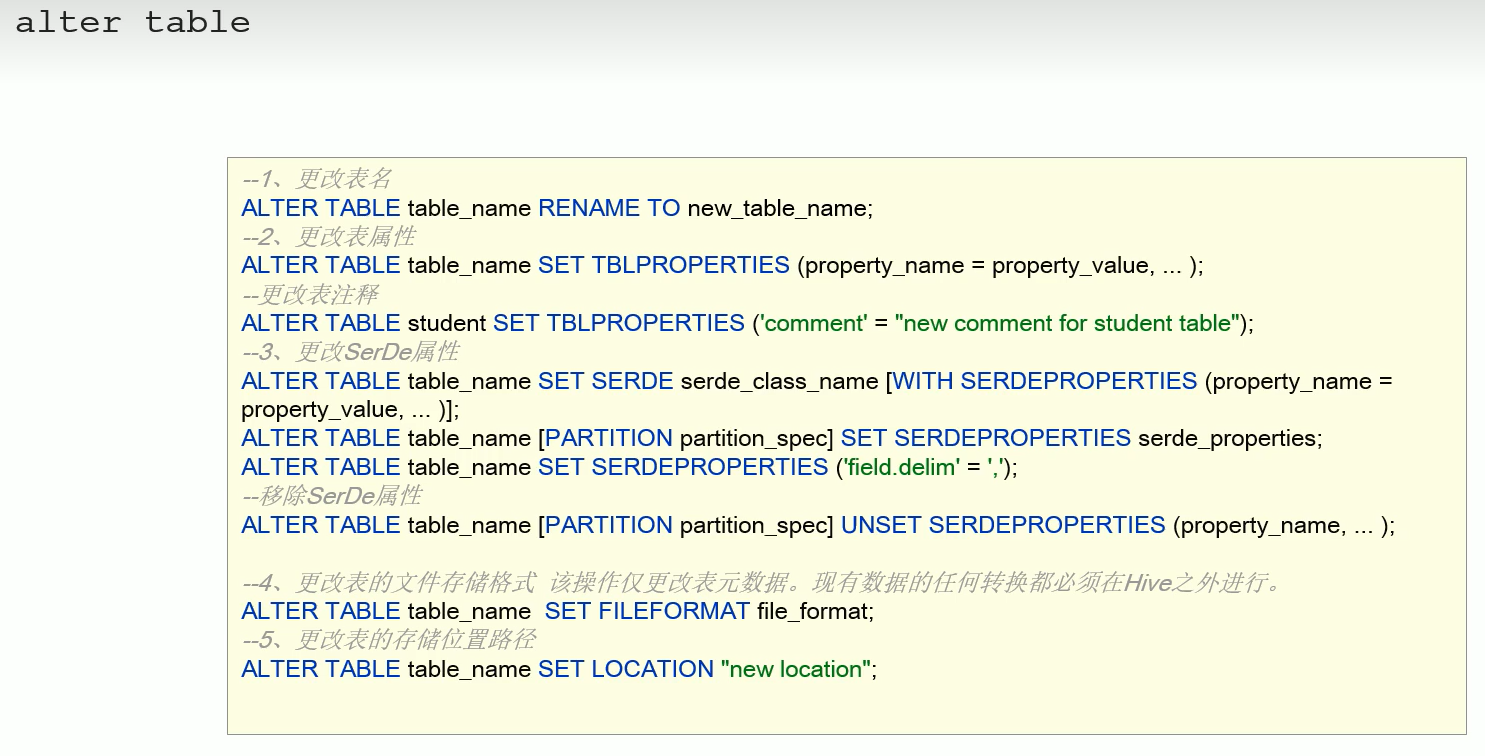 alter table
--1、更改表名
ALTER TABLE table_name RENAME TO new_table_name;
--2、更改表属性
ALTER TABLE table_name SET TBLPROPERTIES (property_name = property_value, ... );
--更改表注释
ALTER TABLE student SET TBLPROPERTIES ('comment' = "new comment for student table");
--3、更改SerDe属性
ALTER TABLE table_name SET SERDE serde_class_name [WITH SERDEPROPERTIES (property_name =
property_value, ... )];
ALTER TABLE table_name [PARTITION partition_spec] SET SERDEPROPERTIES serde_properties;
ALTER TABLE table_name SET SERDEPROPERTIES ('field.delim' = ',');
--移除SerDe属性
ALTER TABLE table_name [PARTITION partition_spec] UNSET SERDEPROPERTIES (property_name, ... );
--4、更改表的文件存储格式 该操作仅更改表元数据。现有数据的任何转换都必须在Hive之外进行。
ALTER TABLE table_name  SET FILEFORMAT file_format;
--5、更改表的存储位置路径
ALTER TABLE table_name SET LOCATION "new location";